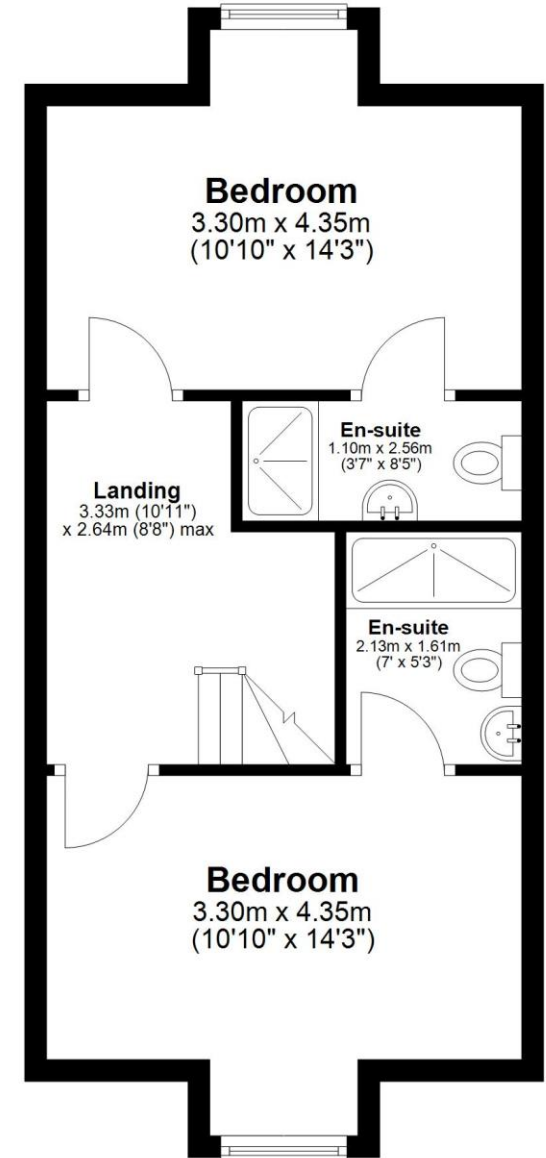 Bedroom
3.30m x 4.35m
(10'10" x 14'3")
En-suite
1.10m x 2.56m
(3'7" x 8'5")
Landing
3.33m (10'11")
x 2.64m (8'8") max
En-suite
2.13m x 1.61m
(7' x 5'3")
Bedroom
3.30m x 4.35m
(10'10" x 14'3")